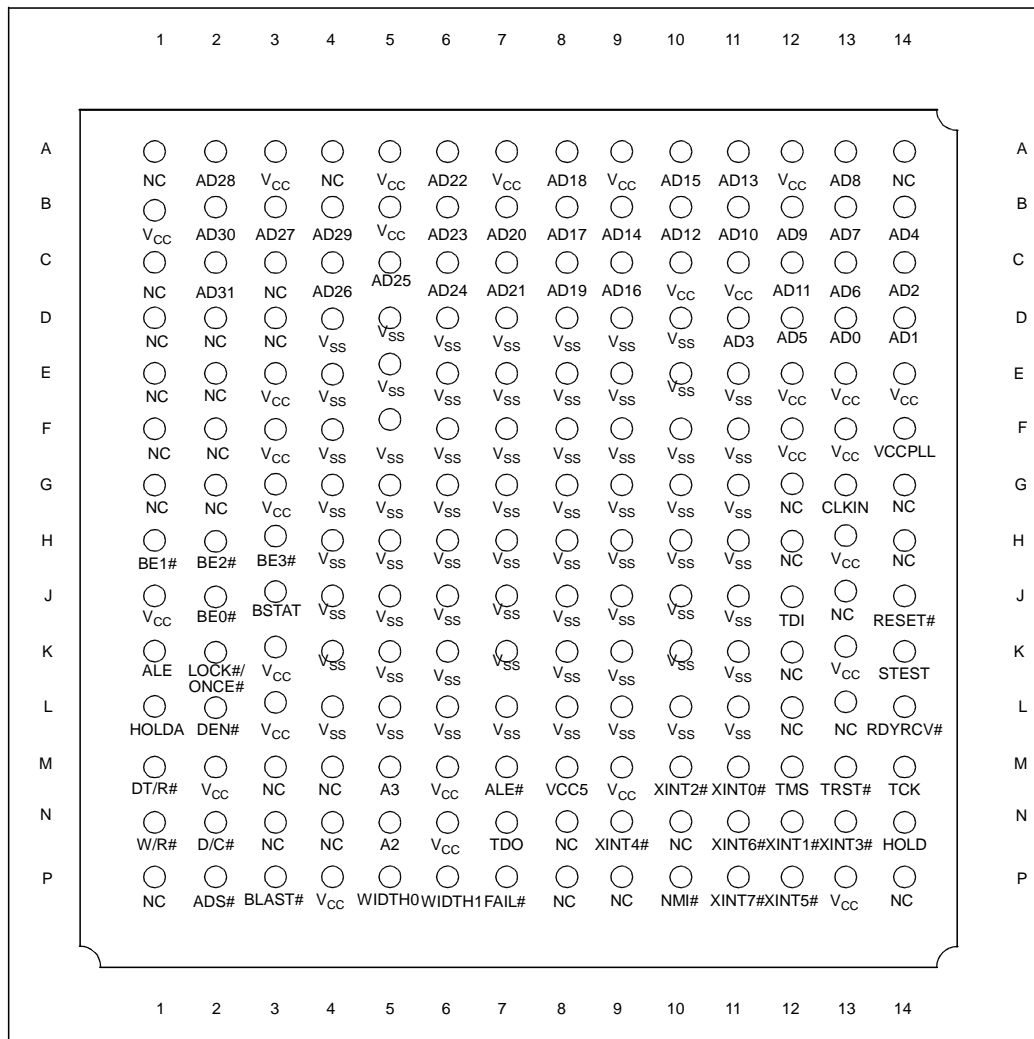 1 2 3 4 5 6 7 8 9 10 11 12 13 14
A A
NC AD28 VCC NC VCC AD22 VCC AD18 VCC AD15 AD13 VCC AD8 NC
B B
VCC AD30 AD27 AD29 VCC AD23 AD20 AD17 AD14 AD12 AD10 AD9 AD7 AD4
C C
NC AD31 NC AD26 AD25 AD24 AD21 AD19 AD16 VCC VCC AD11 AD6 AD2
D D
NC NC NC VSS VSS VSS VSS VSS VSS VSS AD3 AD5 AD0 AD1
E E
NC NC VCC VSS VSS VSS VSS VSS VSS VSS VSS VCC VCC VCC
F F
NC NC VCC VSS VSS VSS VSS VSS VSS VSS VSS VCC VCC VCCPLL
G G
NC NC VCC VSS VSS VSS VSS VSS VSS VSS VSS NC CLKIN NC
H H
BE1# BE2# BE3# VSS VSS VSS VSS VSS VSS VSS VSS NC VCC NC
J J
VCC BE0# BSTAT VSS VSS VSS VSS VSS VSS VSS VSS TDI NC RESET#
K K
ALE LOCK#/ VCC VSS VSS VSS VSS VSS VSS VSS VSS NC VCC STEST
ONCE#
L L
HOLDA DEN# VCC VSS VSS VSS VSS VSS VSS VSS VSS NC NC RDYRCV#
M M
DT/R# VCC NC NC A3 VCC ALE# VCC5 VCC XINT2# XINT0# TMS TRST# TCK
N N
W/R# D/C# NC NC A2 VCC TDO NC XINT4# NC XINT6# XINT1# XINT3# HOLD
P P
NC ADS# BLAST# VCC WIDTH0 WIDTH1 FAIL# NC NC NMI# XINT7# XINT5# VCC NC
1 2 3 4 5 6 7 8 9 10 11 12 13 14